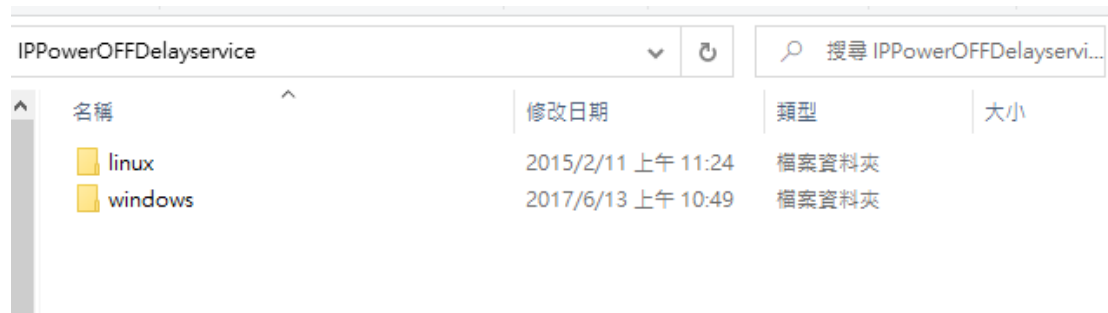 IPPowerOFFDelayservice 搜尋 IPPowerOFFDelayservi...
名稱 修改日期 類型 大小
linux 2015/2/11 上午 11:24 檔案資料夾
windows 2017/6/13 上午 10:49 檔案資料夾